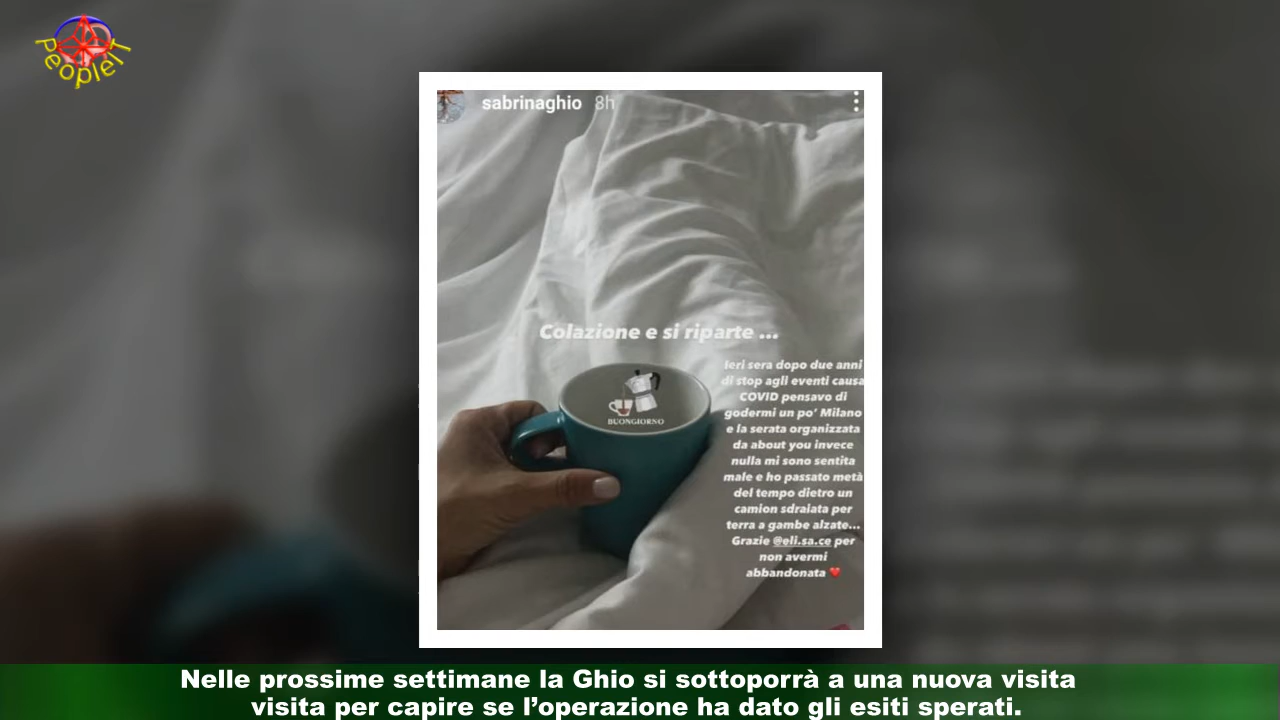 PeopleIT
sabrinaghio 8h
Colazione e si riparte ...
Ieri sera dopo due anni
di stop agli eventi causa
COVID pensavo di
godermi un po' Milano
e la serata organizzata
da about you invece
nulla mi sono sentita
male e ho passato metà
del tempo dietro un
camion sdraiata per
terra a gambe alzate...
Grazie @eli.sa.ce per
non avermi
abbandonata ❤️
BUONGIORNO
Nelle prossime settimane la Ghio si sottoporrà a una nuova visita
visita per capire se l’operazione ha dato gli esiti sperati.